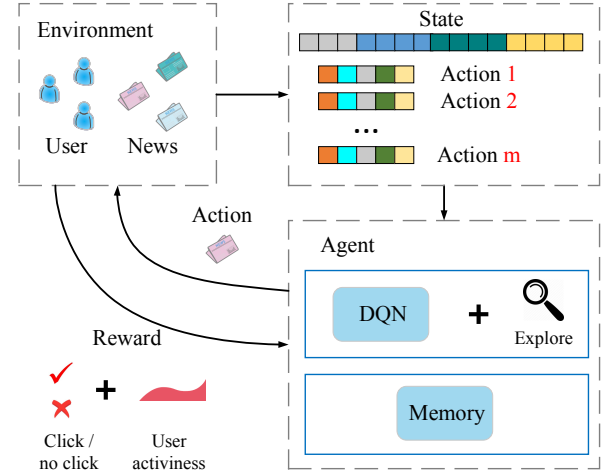 Environment
User
News
State
Action 1
Action 2
...
Action m
Action
Agent
DQN
+
Explore
Memory
Reward
+
Click /
no click
User
activiness